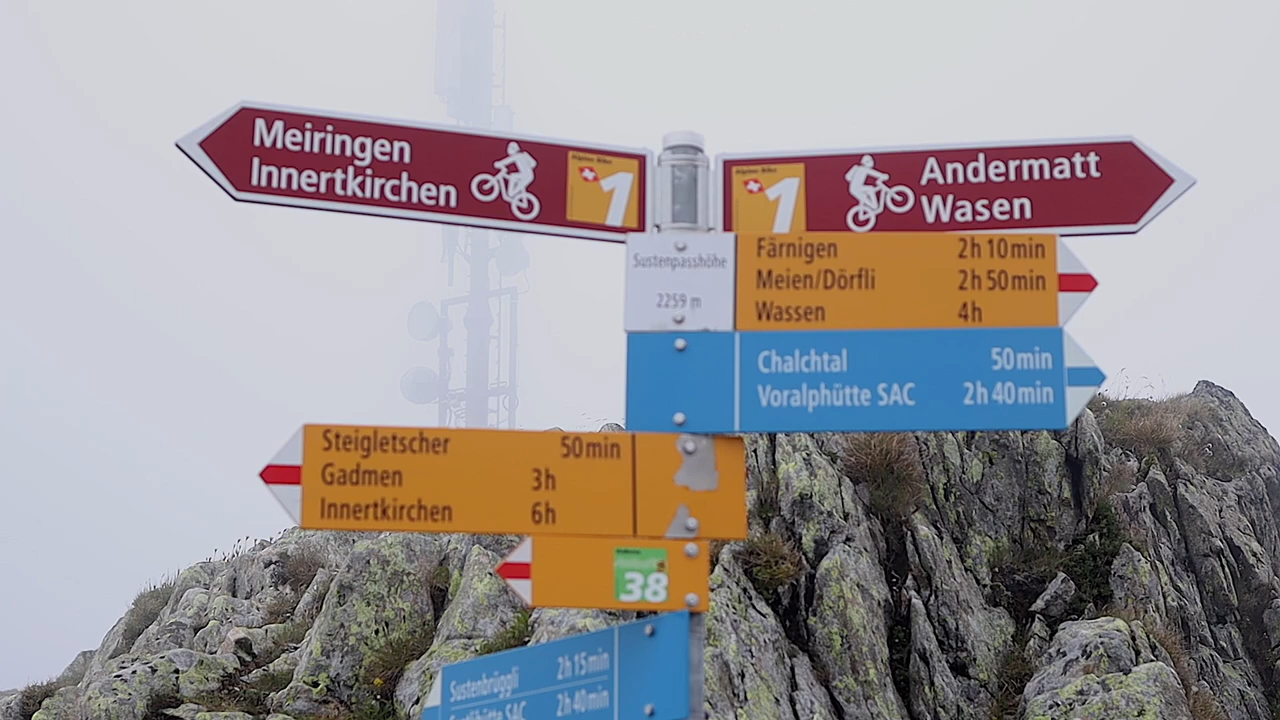 Meiringen
Innertkirchen
1
1
Andermatt
Wasen
Sustenpasshöhe
2259 m
Färnigen 2h 10min
Meien/Dörfli 2h 50min
Wassen 4h
Chalchtal 50min
Voralphütte SAC 2h 40min
Steigletscher 50min
Gadmen 3h
Innertkirchen 6h
38
Sustenbrüggli 2h 15min
SAC 2h 40min